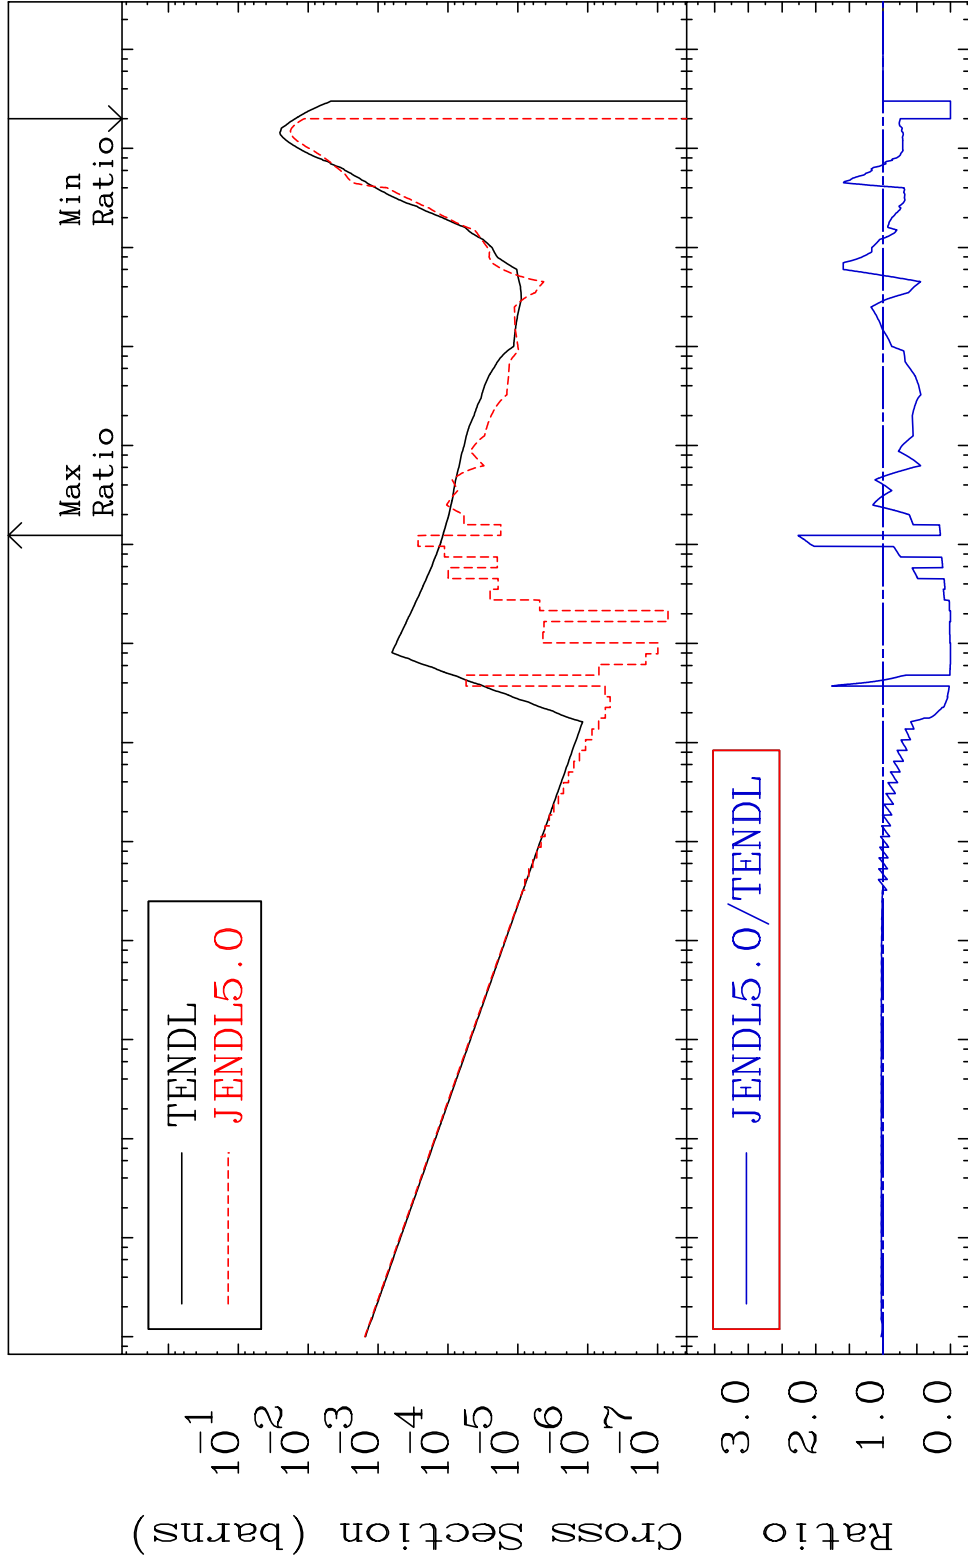 Max
Ratio
Min
Ratio
TENDL
JENDL5.0
JENDL5.0/TENDL
Cross Section (barns)
10-1
10-2
10-3
10-4
10-5
10-6
10-7
Ratio
3.0
2.0
1.0
0.0